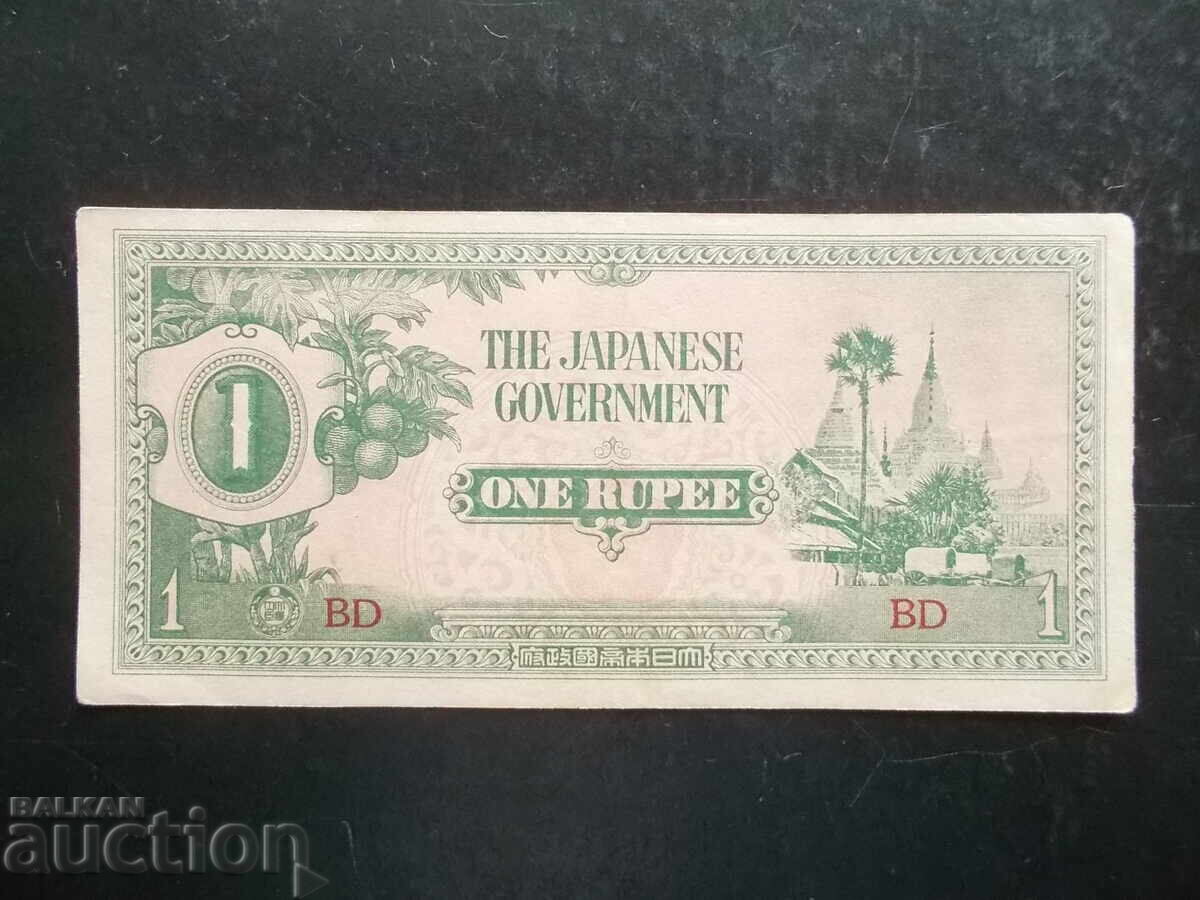 THE JAPANESE
GOVERNMENT
1
ONE RUPEE
1
BD
BD
1
府政國帝本日大
BALKAN
auction